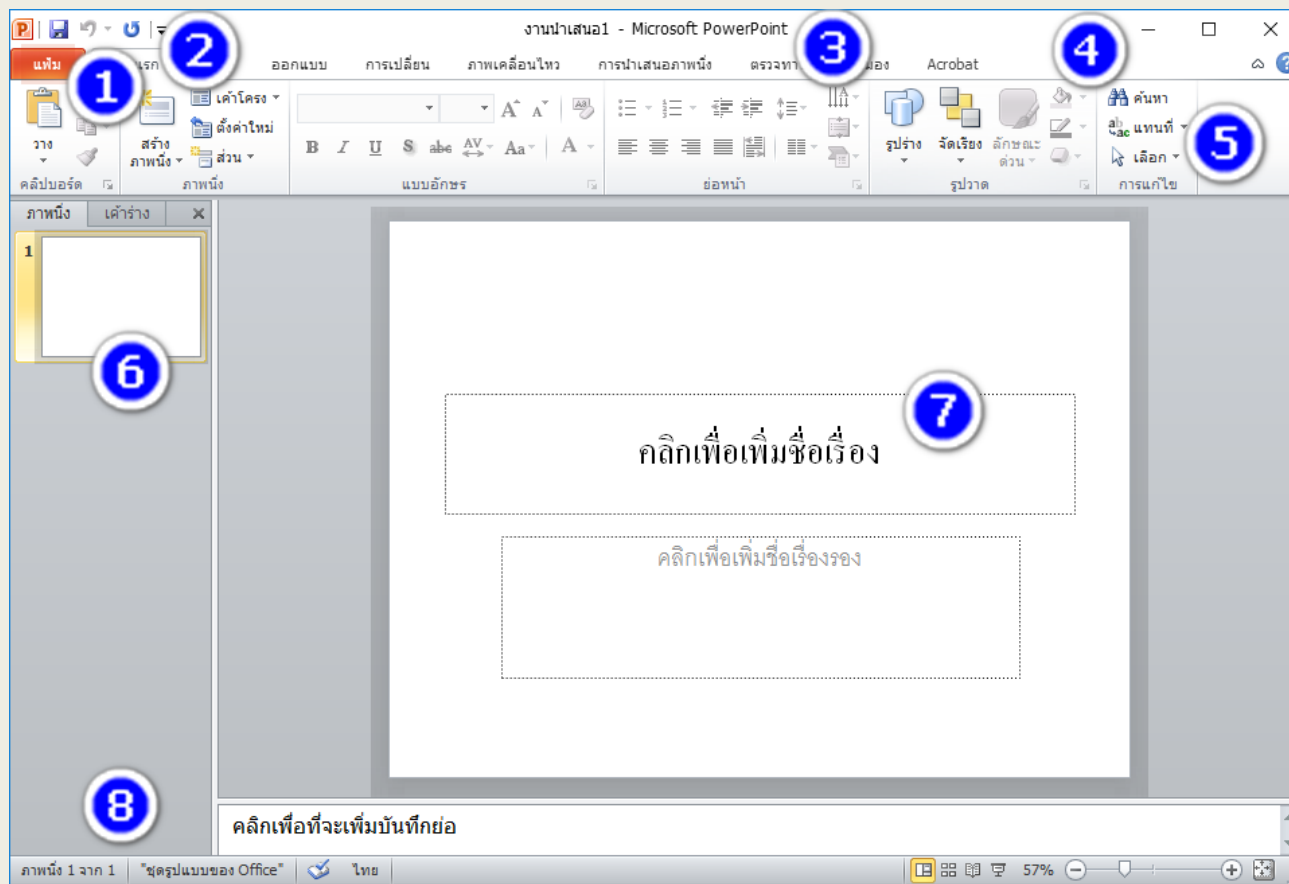 งานนำเสนอ1 - Microsoft PowerPoint
แฟ้ม ออกแบบ การเปลี่ยน ภาพเคลื่อนไหว การนำเสนอภาพนิ่ง Acrobat
1 2 3 4 5 6 7 8
วาง
สร้าง
ภาพนิ่ง
เค้าโครง
ตั้งค่าใหม่
ส่วน
B I U S abc AV Aa A
รูปร่าง จัดเรียง ลักษณะ
ด่วน
ค้นหา
แทนที่
เลือก
คลิปบอร์ด ภาพนิ่ง แบบอักษร ย่อหน้า รูปวาด การแก้ไข
ภาพนิ่ง เค้าร่าง
1
คลิกเพื่อเพิ่มชื่อเรื่อง
คลิกเพื่อเพิ่มชื่อเรื่องรอง
คลิกเพื่อที่จะเพิ่มบันทึกย่อ
ภาพนิ่ง 1 จาก 1 "ชุดรูปแบบของ Office" ไทย 57%